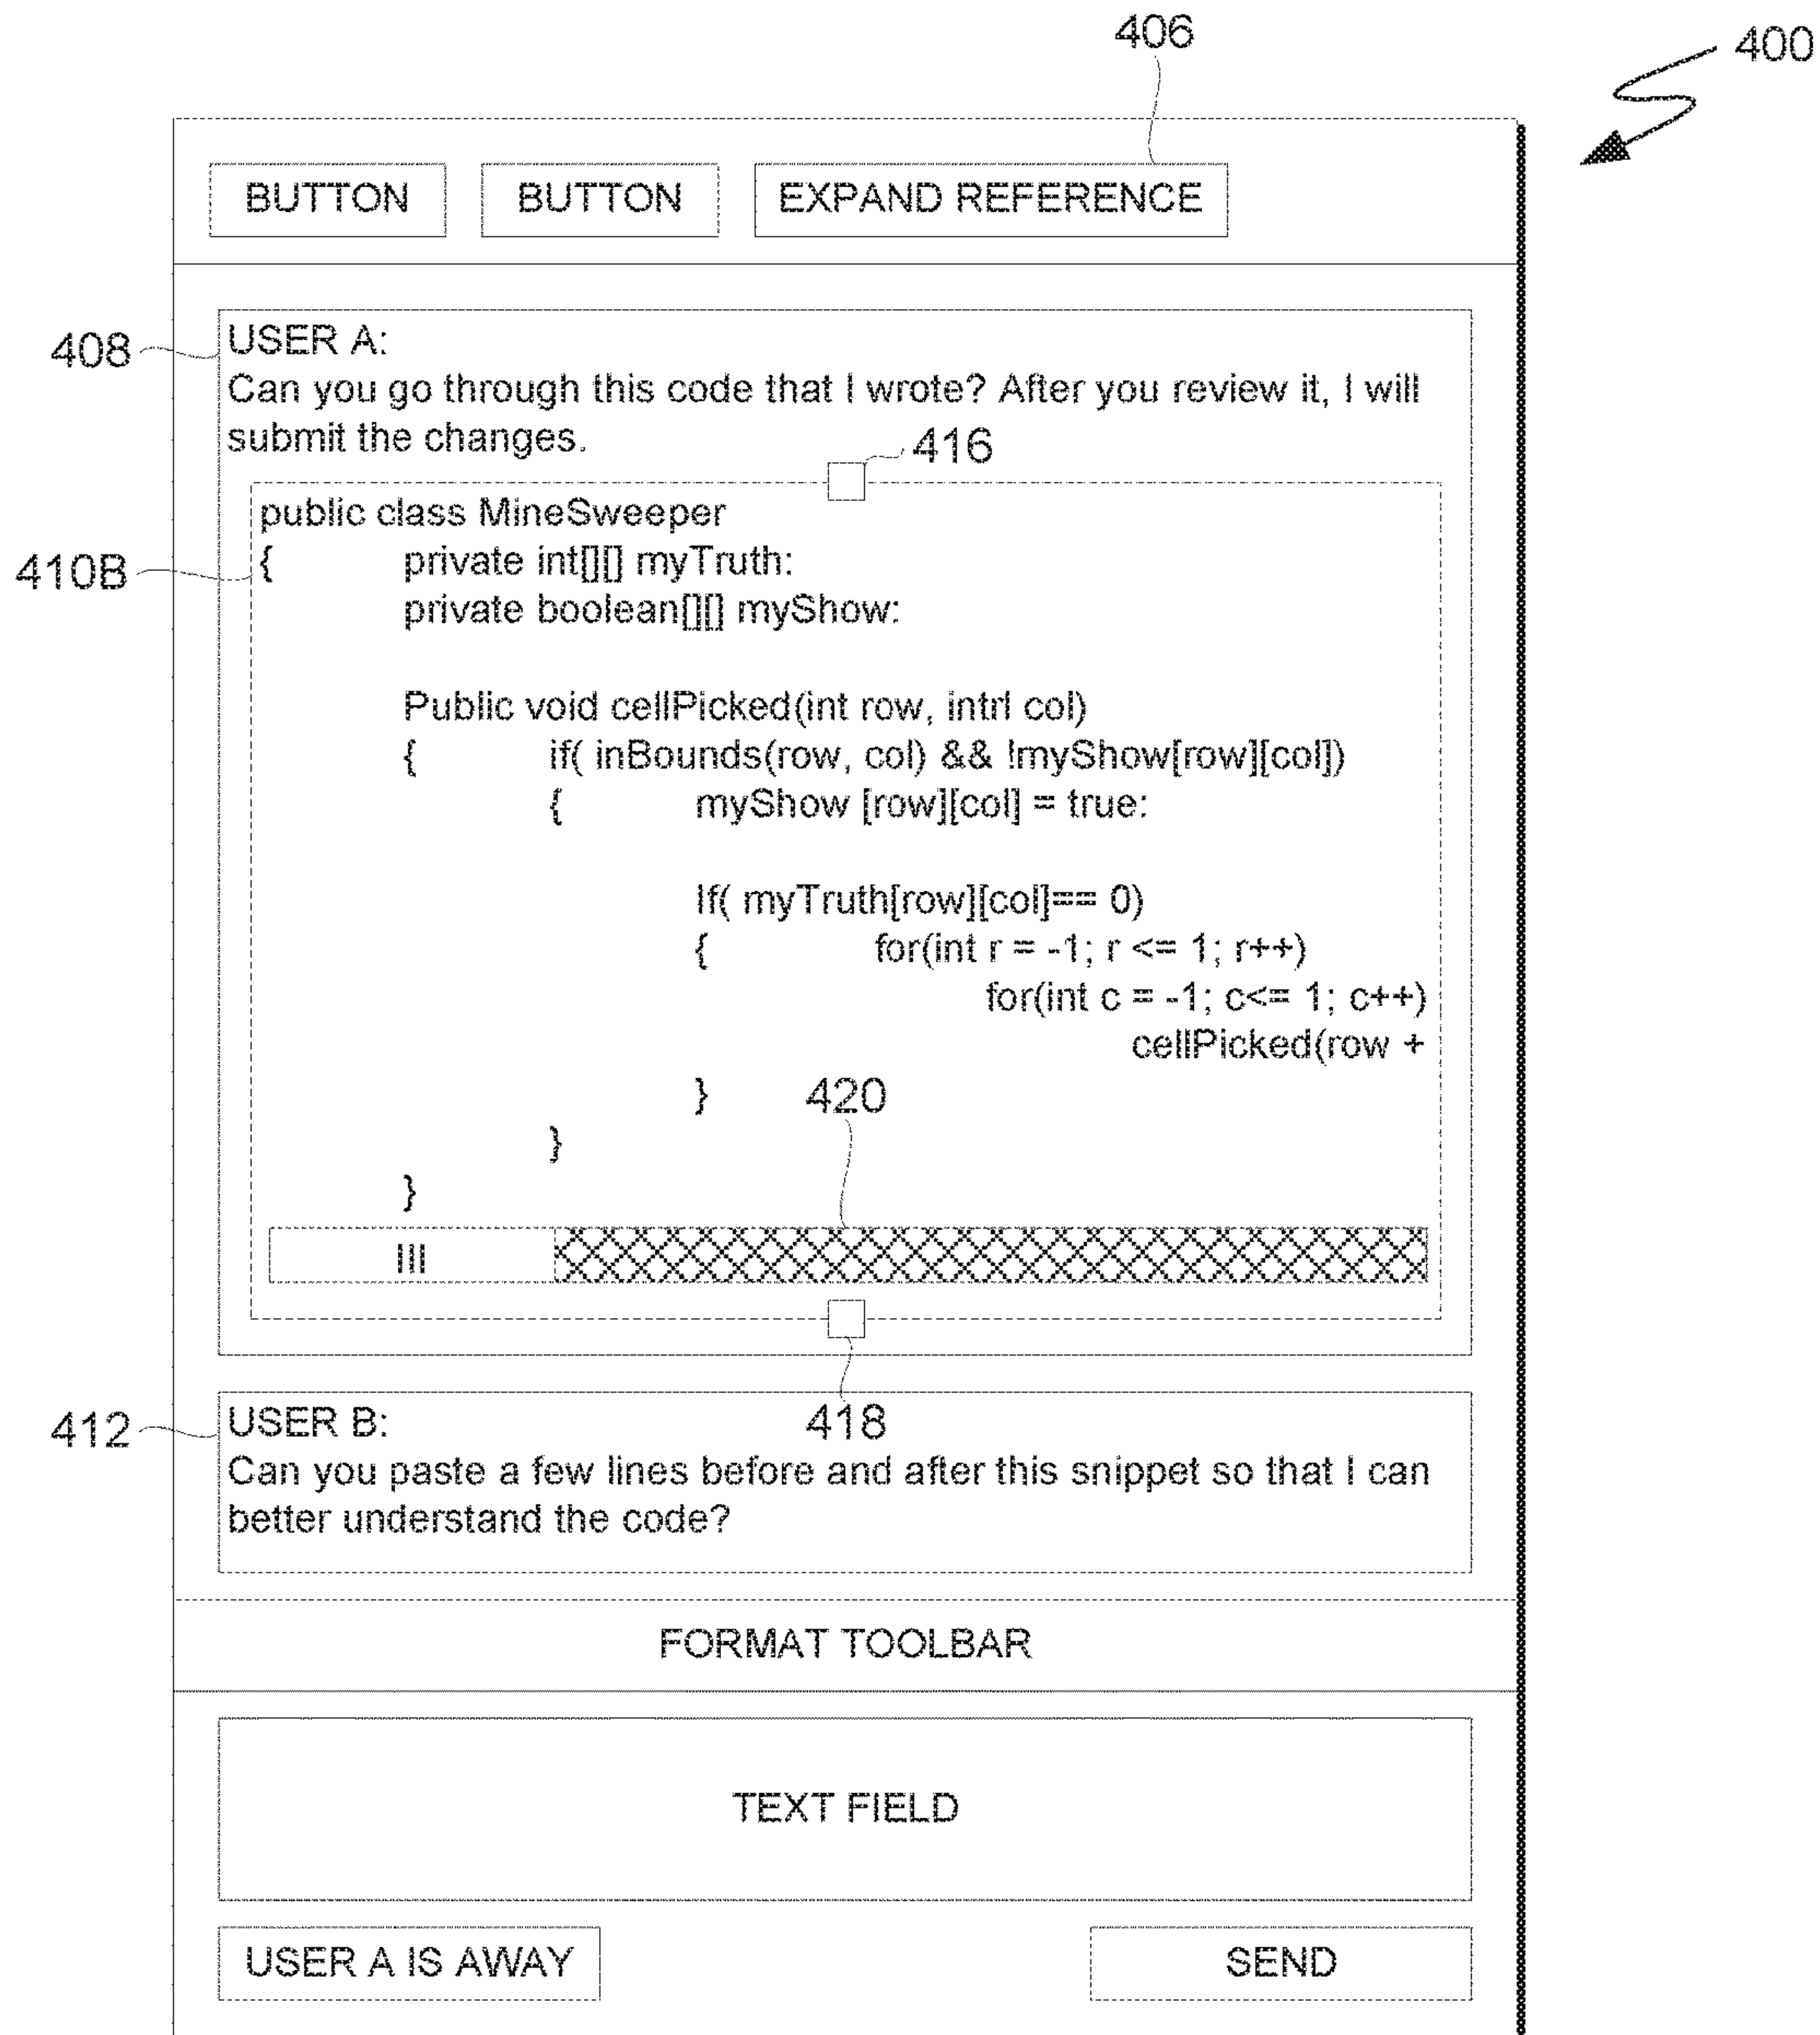 406
400
BUTTON BUTTON EXPAND REFERENCE
408
USER A:
Can you go through this code that I wrote? After you review it, I will
submit the changes.
416
public class MineSweeper
410B
{ private int[][] myTruth:
private boolean[][] myShow:
Public void cellPicked(int row, intrl col)
{ if( inBounds(row, col) && !myShow[row][col])
{ myShow [row][col] = true:
If( myTruth[row][col]== 0)
{ for(int r = -1; r <= 1; r++)
for(int c = -1; c<= 1; c++)
cellPicked(row +
} 420
}
}
III
412
USER B:
418
Can you paste a few lines before and after this snippet so that I can
better understand the code?
FORMAT TOOLBAR
TEXT FIELD
USER A IS AWAY SEND